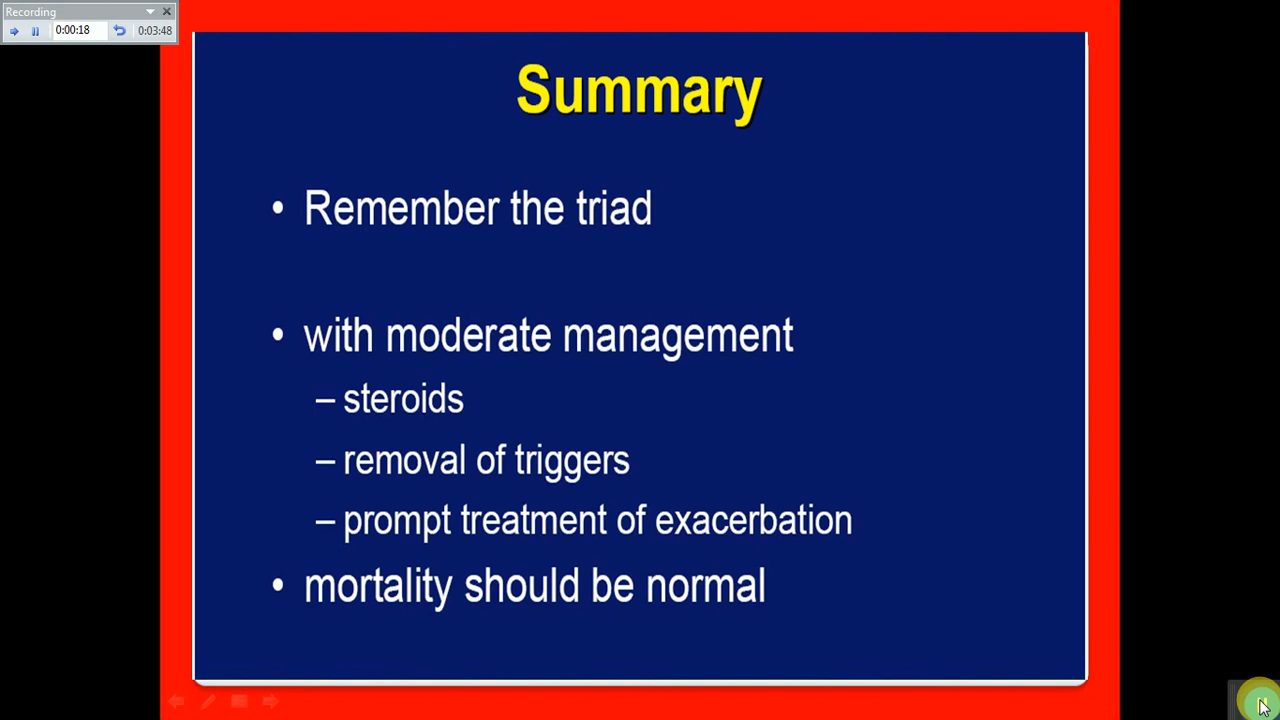 Recording
0:00:18
0:03:48
Summary
• Remember the triad
• with moderate management
– steroids
– removal of triggers
– prompt treatment of exacerbation
• mortality should be normal